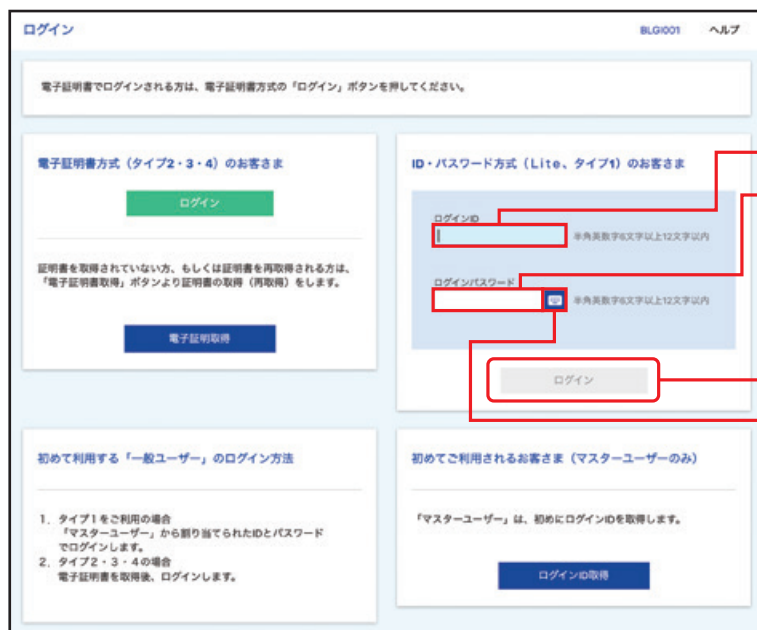 ログイン
BLGI001 ヘルプ
電子証明書でログインされる方は、電子証明書方式の「ログイン」ボタンを押してください。
電子証明書方式（タイプ2・3・4）のお客さま
ログイン
証明書を取得されていない方、もしくは証明書を再取得される方は、
「電子証明書取得」ボタンより証明書の取得（再取得）をします。
電子証明取得
ID・パスワード方式（Lite、タイプ1）のお客さま
ログインID
半角英数字6文字以上12文字以内
ログインパスワード
半角英数字6文字以上12文字以内
ログイン
初めて利用する「一般ユーザー」のログイン方法
1. タイプ1をご利用の場合
「マスターユーザー」から割り当てられたIDとパスワード
でログインします。
2. タイプ2・3・4の場合
電子証明書を取得後、ログインします。
初めてご利用されるお客さま（マスターユーザーのみ）
「マスターユーザー」は、初めにログインIDを取得します。
ログインID取得